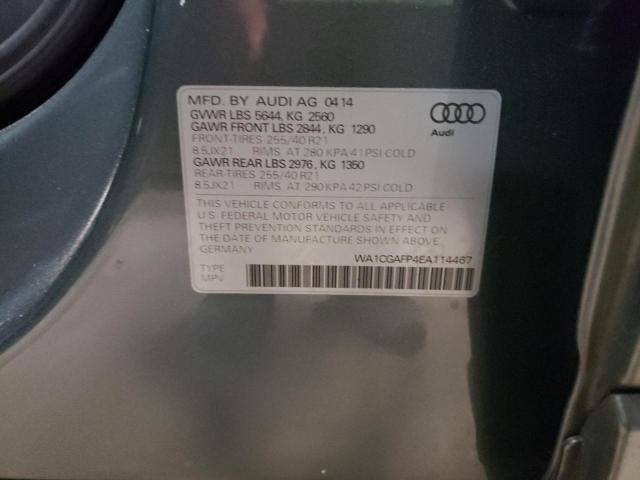 MFD. BY AUDI AG 04 14
GVWR LBS 5644, KG 2560
GAWR FRONT LBS 2844, KG 1290
FRONT-TIRES 255/40 R21
8.5JX21 RIMS. AT 280 KPA 41 PSI COLD
GAWR REAR LBS 2976, KG 1350
REAR-TIRES 255/40 R21
8.5JX21 RIMS. AT 290 KPA 42 PSI COLD
THIS VEHICLE CONFORMS TO ALL APPLICABLE
U.S. FEDERAL MOTOR VEHICLE SAFETY AND
THEFT PREVENTION STANDARDS IN EFFECT ON
THE DATE OF MANUFACTURE SHOWN ABOVE.
GERMANY
WA1CGAFP4EA114467
TYPE
MPV
Audi